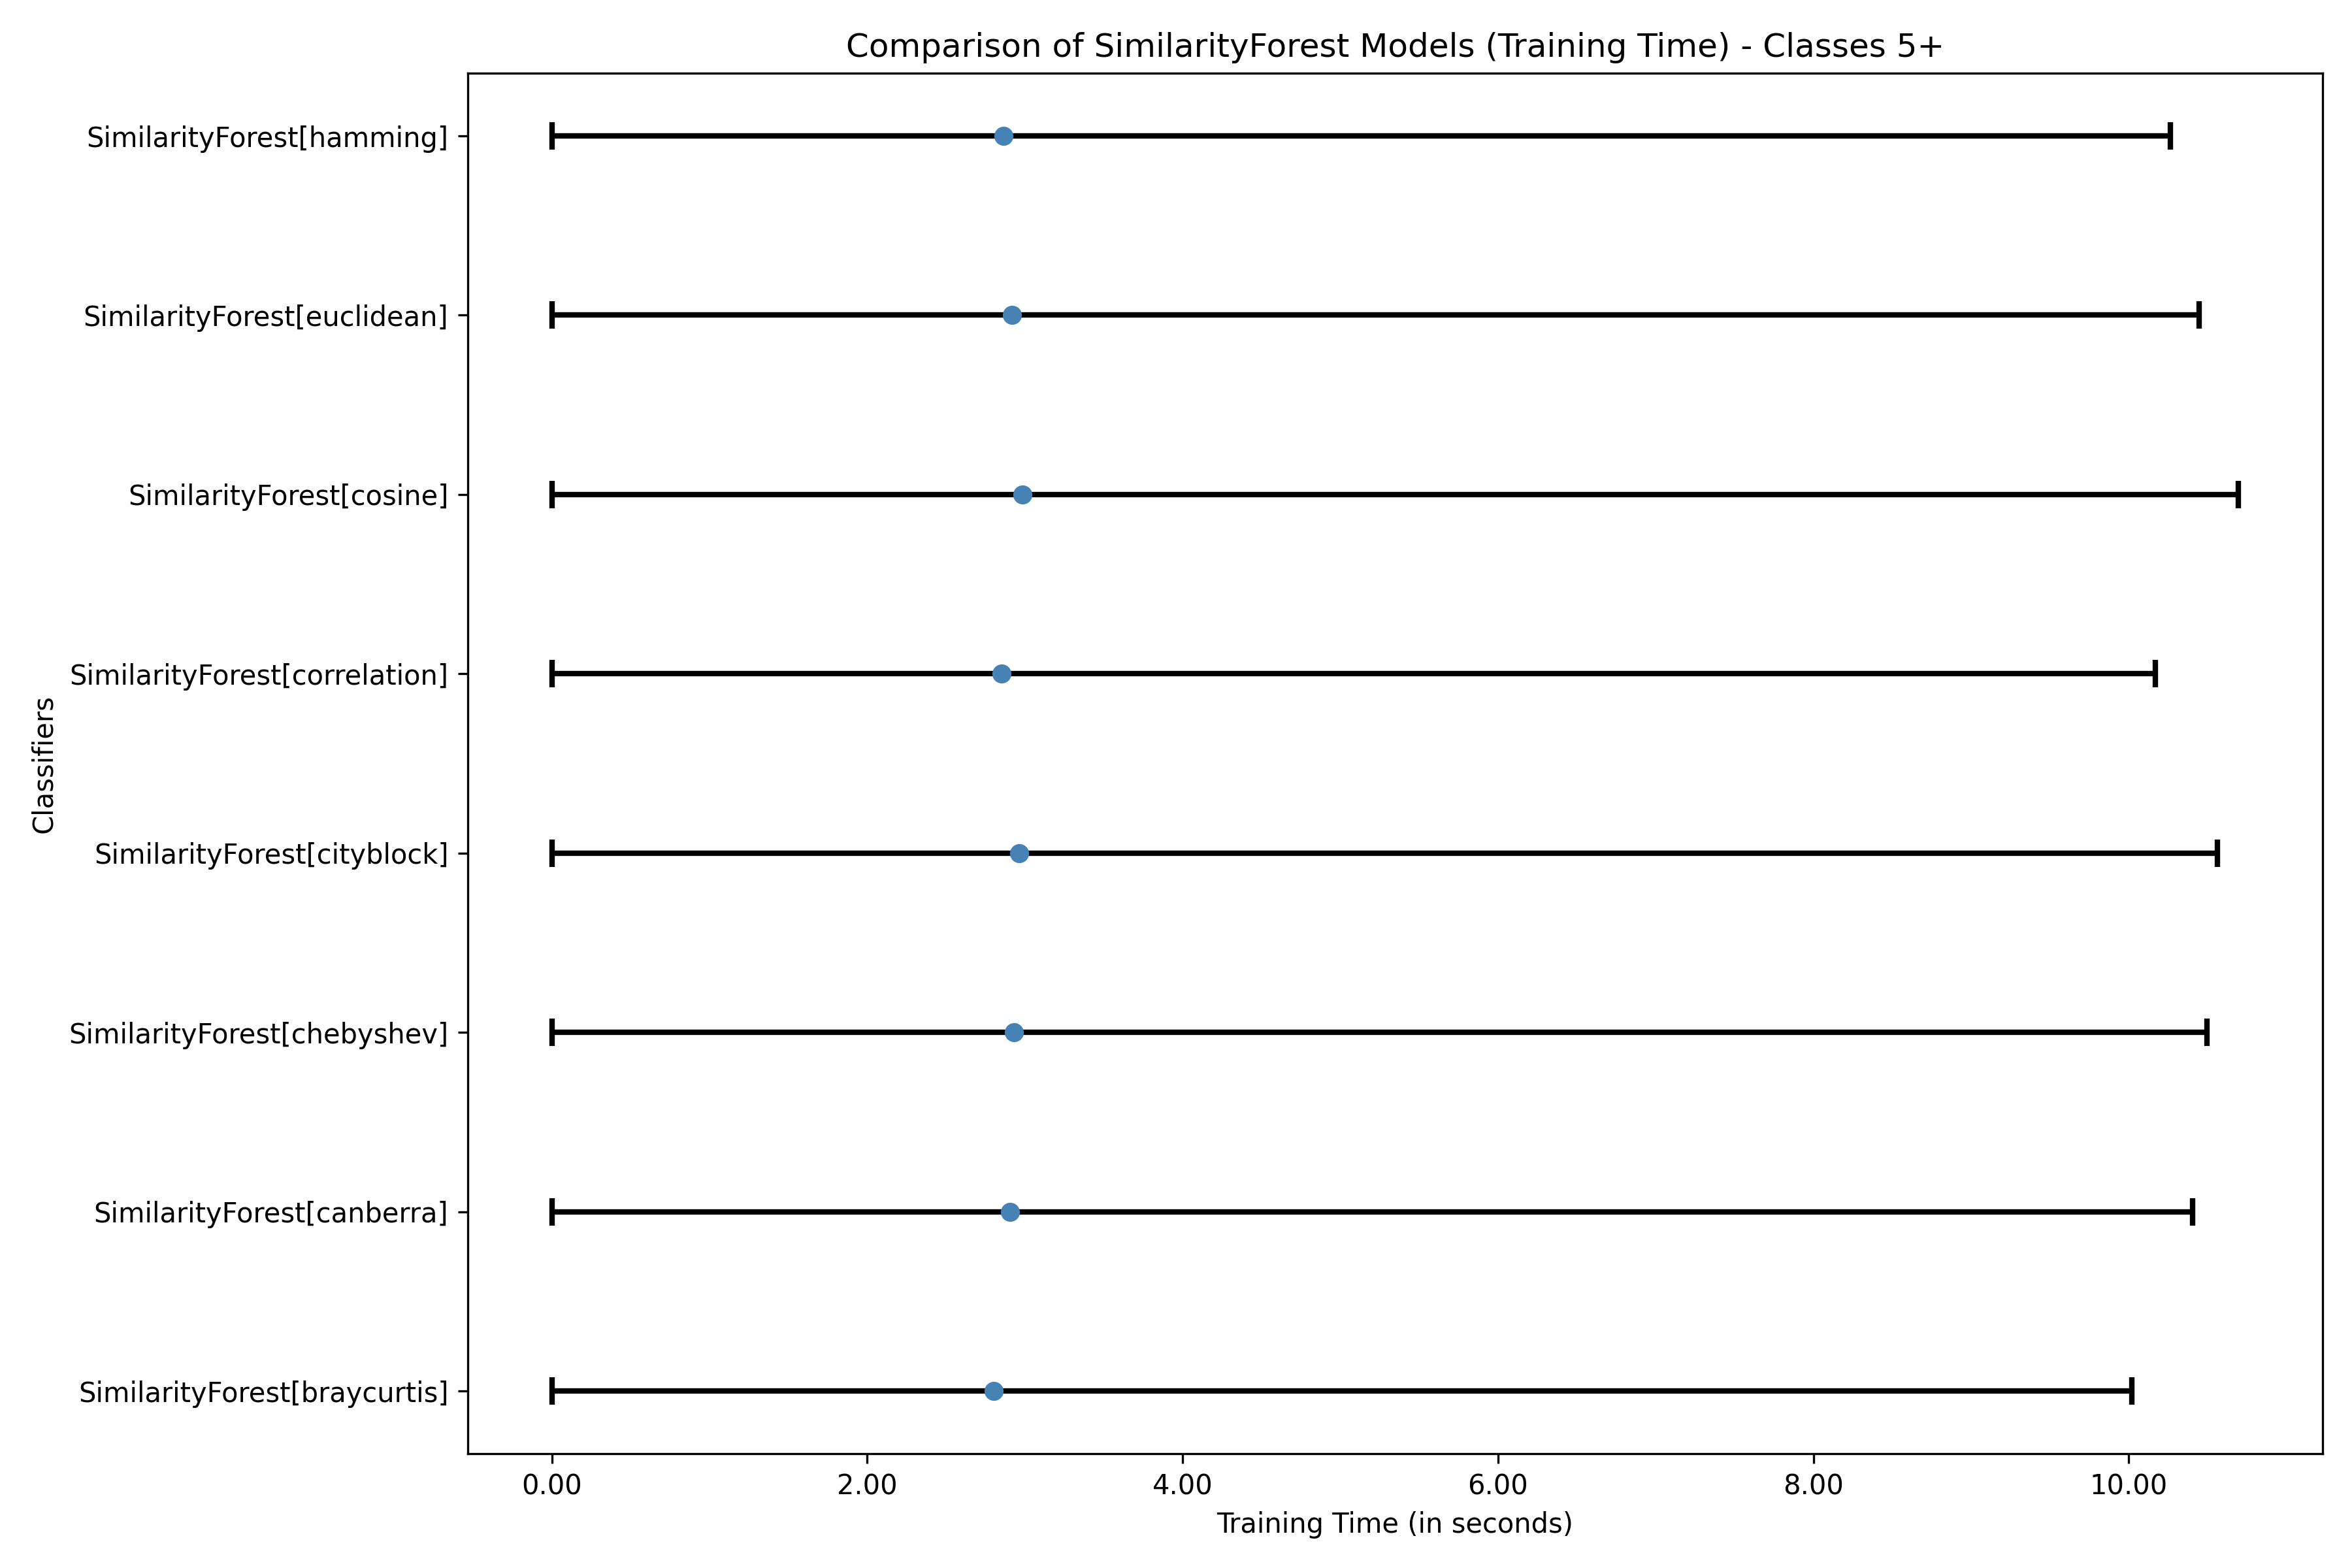 Comparison of SimilarityForest Models (Training Time) - Classes 5+
SimilarityForest[hamming]
SimilarityForest[euclidean]
SimilarityForest[cosine]
SimilarityForest[correlation]
SimilarityForest[cityblock]
SimilarityForest[chebyshev]
SimilarityForest[canberra]
SimilarityForest[braycurtis]
Classifiers
0.00 2.00 4.00 6.00 8.00 10.00
Training Time (in seconds)